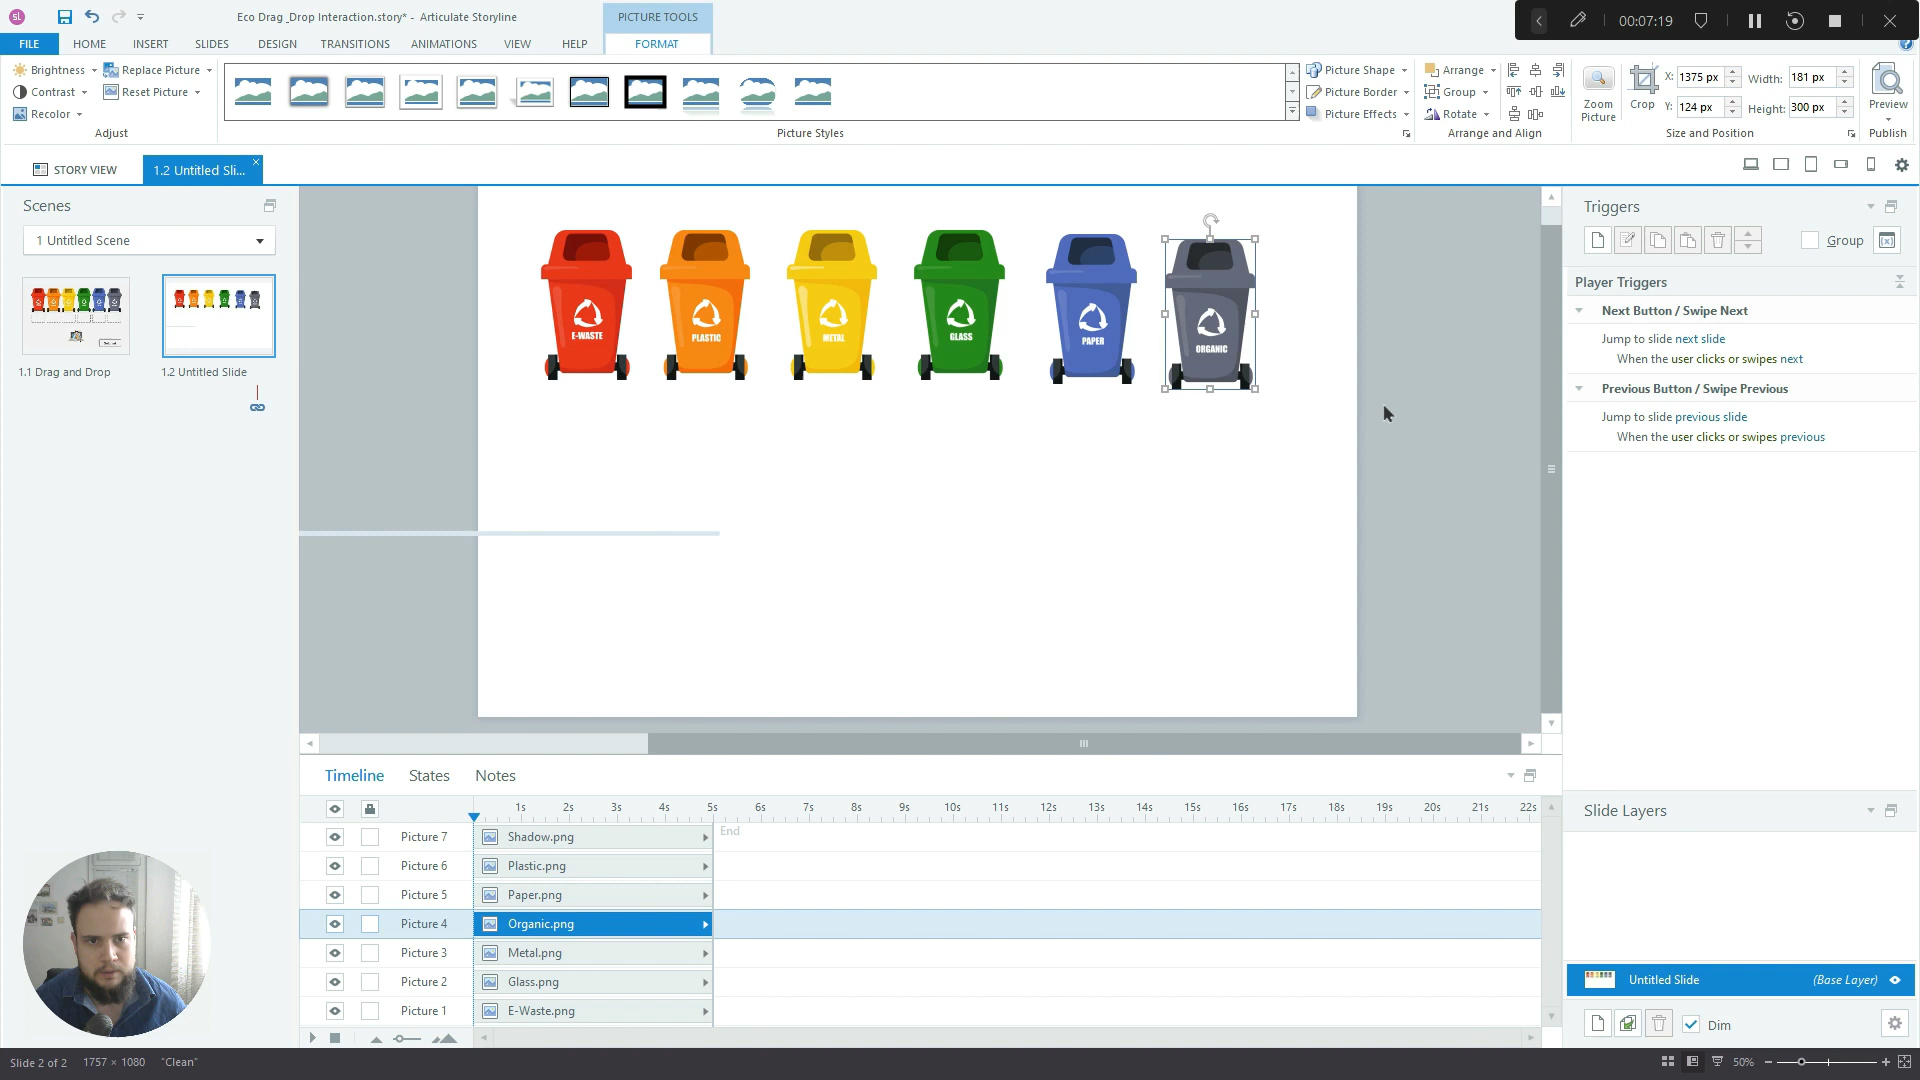 Eco Drag _Drop Interaction.story* - Articulate Storyline
PICTURE TOOLS
00:07:19
FILE HOME INSERT SLIDES DESIGN TRANSITIONS ANIMATIONS VIEW HELP FORMAT
Brightness Replace Picture
Contrast Reset Picture
Recolor
Adjust
Picture Styles
Picture Shape
Picture Border
Picture Effects
Arrange
Group
Rotate
Arrange and Align
Zoom Picture
Crop
X: 1375 px Width: 181 px
Y: 124 px Height: 300 px
Size and Position
Preview
Publish
STORY VIEW
1.2 Untitled Sli...
Scenes
1 Untitled Scene
1.1 Drag and Drop
1.2 Untitled Slide
E-WASTE
PLASTIC
METAL
GLASS
PAPER
ORGANIC
Triggers
Group
Player Triggers
Next Button / Swipe Next
Jump to slide next slide
When the user clicks or swipes next
Previous Button / Swipe Previous
Jump to slide previous slide
When the user clicks or swipes previous
Timeline States Notes
1s 2s 3s 4s 5s 6s 7s 8s 9s 10s 11s 12s 13s 14s 15s 16s 17s 18s 19s 20s 21s 22s
End
Picture 7 Shadow.png
Picture 6 Plastic.png
Picture 5 Paper.png
Picture 4 Organic.png
Picture 3 Metal.png
Picture 2 Glass.png
Picture 1 E-Waste.png
Slide Layers
Untitled Slide (Base Layer)
Dim
Slide 2 of 2 1757 × 1080 "Clean"
50%